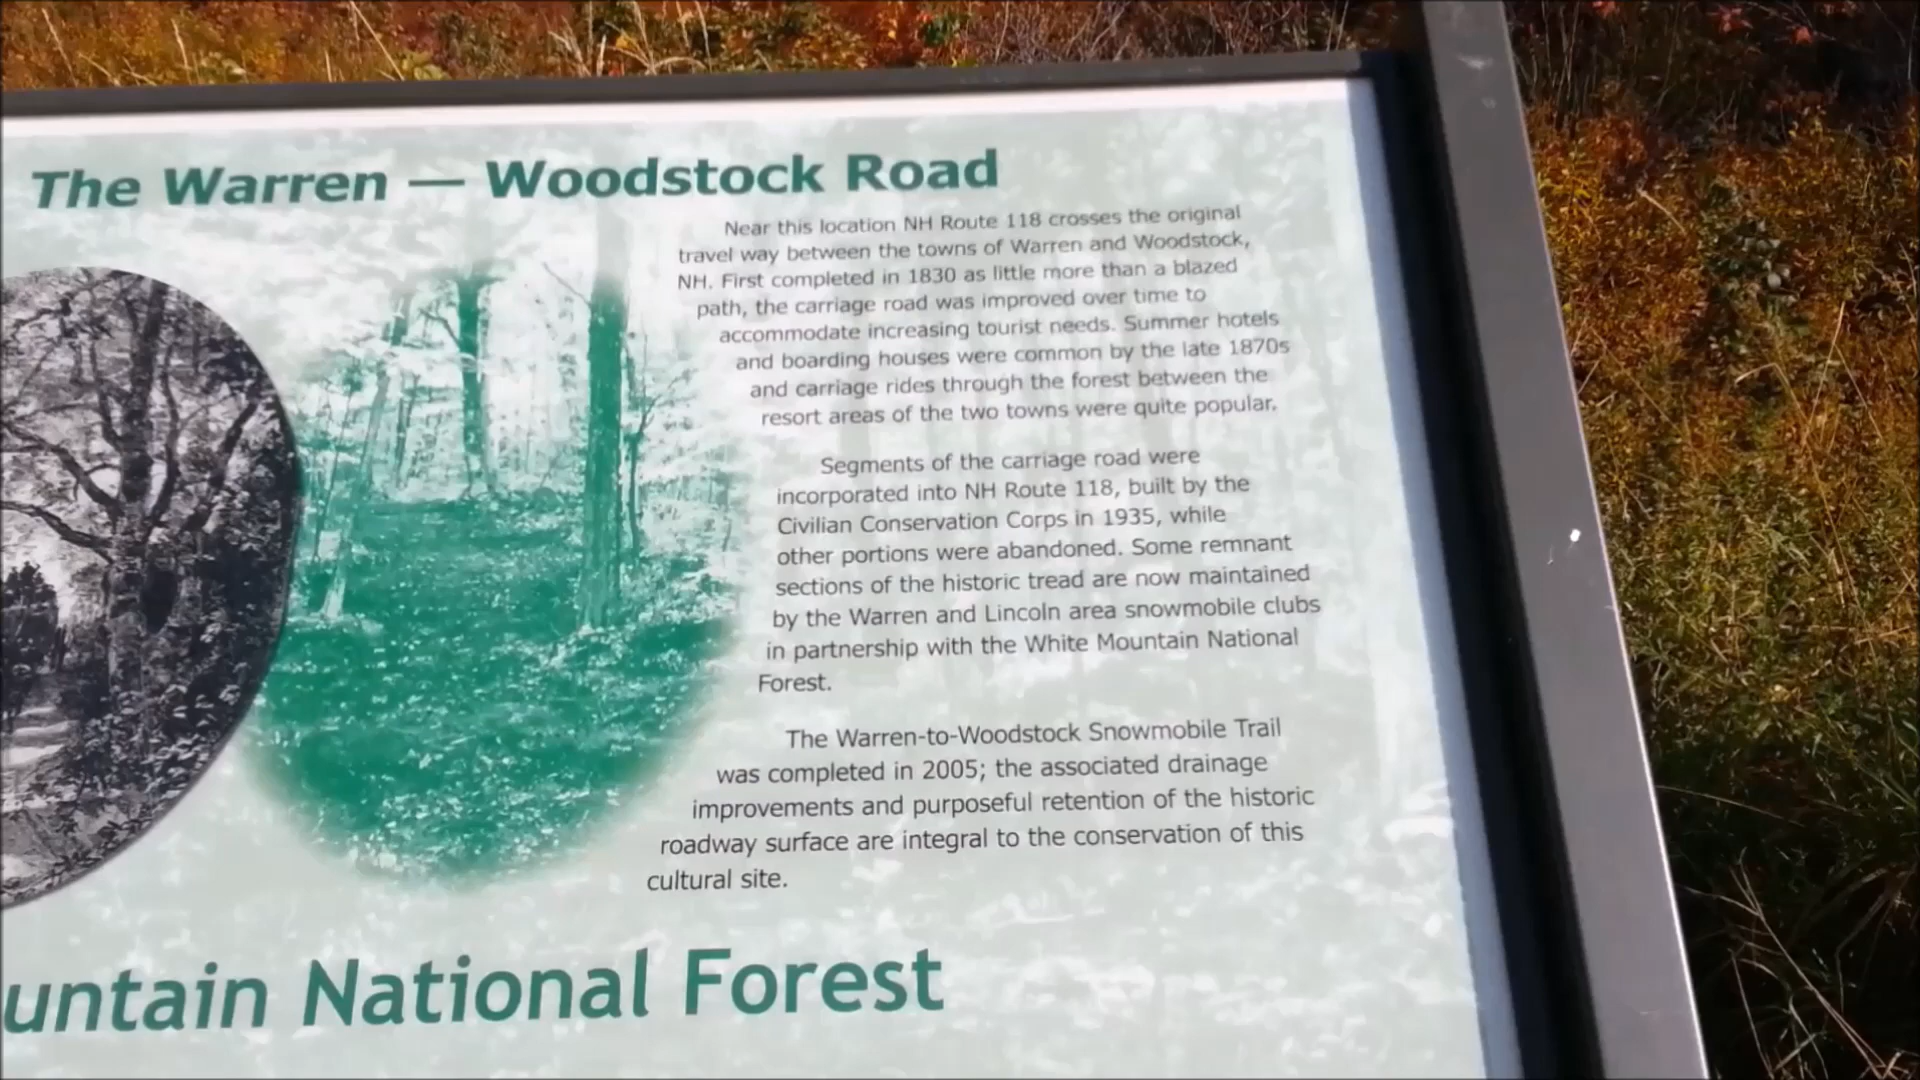 The Warren — Woodstock Road
Near this location NH Route 118 crosses the original
travel way between the towns of Warren and Woodstock,
NH. First completed in 1830 as little more than a blazed
path, the carriage road was improved over time to
accommodate increasing tourist needs. Summer hotels
and boarding houses were common by the late 1870s
and carriage rides through the forest between the
resort areas of the two towns were quite popular.
Segments of the carriage road were
incorporated into NH Route 118, built by the
Civilian Conservation Corps in 1935, while
other portions were abandoned. Some remnant
sections of the historic tread are now maintained
by the Warren and Lincoln area snowmobile clubs
in partnership with the White Mountain National
Forest.
The Warren-to-Woodstock Snowmobile Trail
was completed in 2005; the associated drainage
improvements and purposeful retention of the historic
roadway surface are integral to the conservation of this
cultural site.
untain National Forest